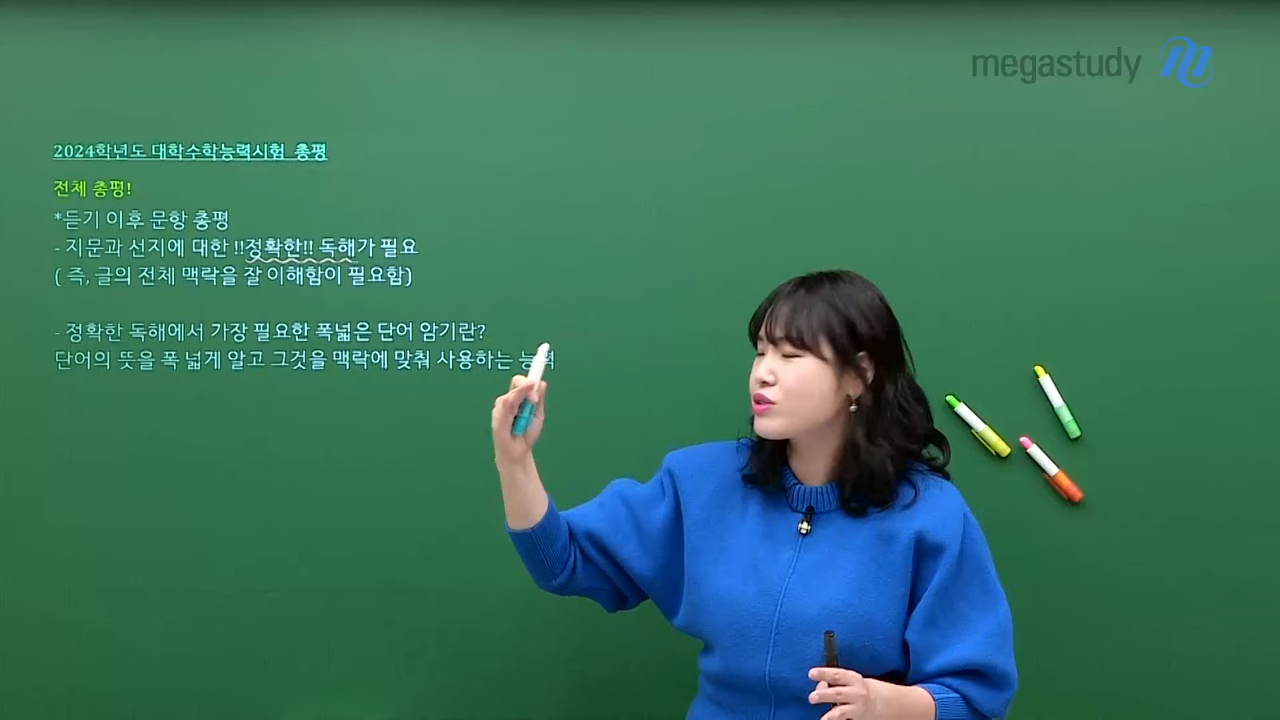 megastudy
2024학년도 대학수학능력시험 총평
전체 총평!
*듣기 이후 문항 총평
- 지문과 선지에 대한 !!정확한!! 독해가 필요
( 즉, 글의 전체 맥락을 잘 이해함이 필요함)
- 정확한 독해에서 가장 필요한 폭넓은 단어 암기란?
단어의 뜻을 폭 넓게 알고 그것을 맥락에 맞춰 사용하는 능력